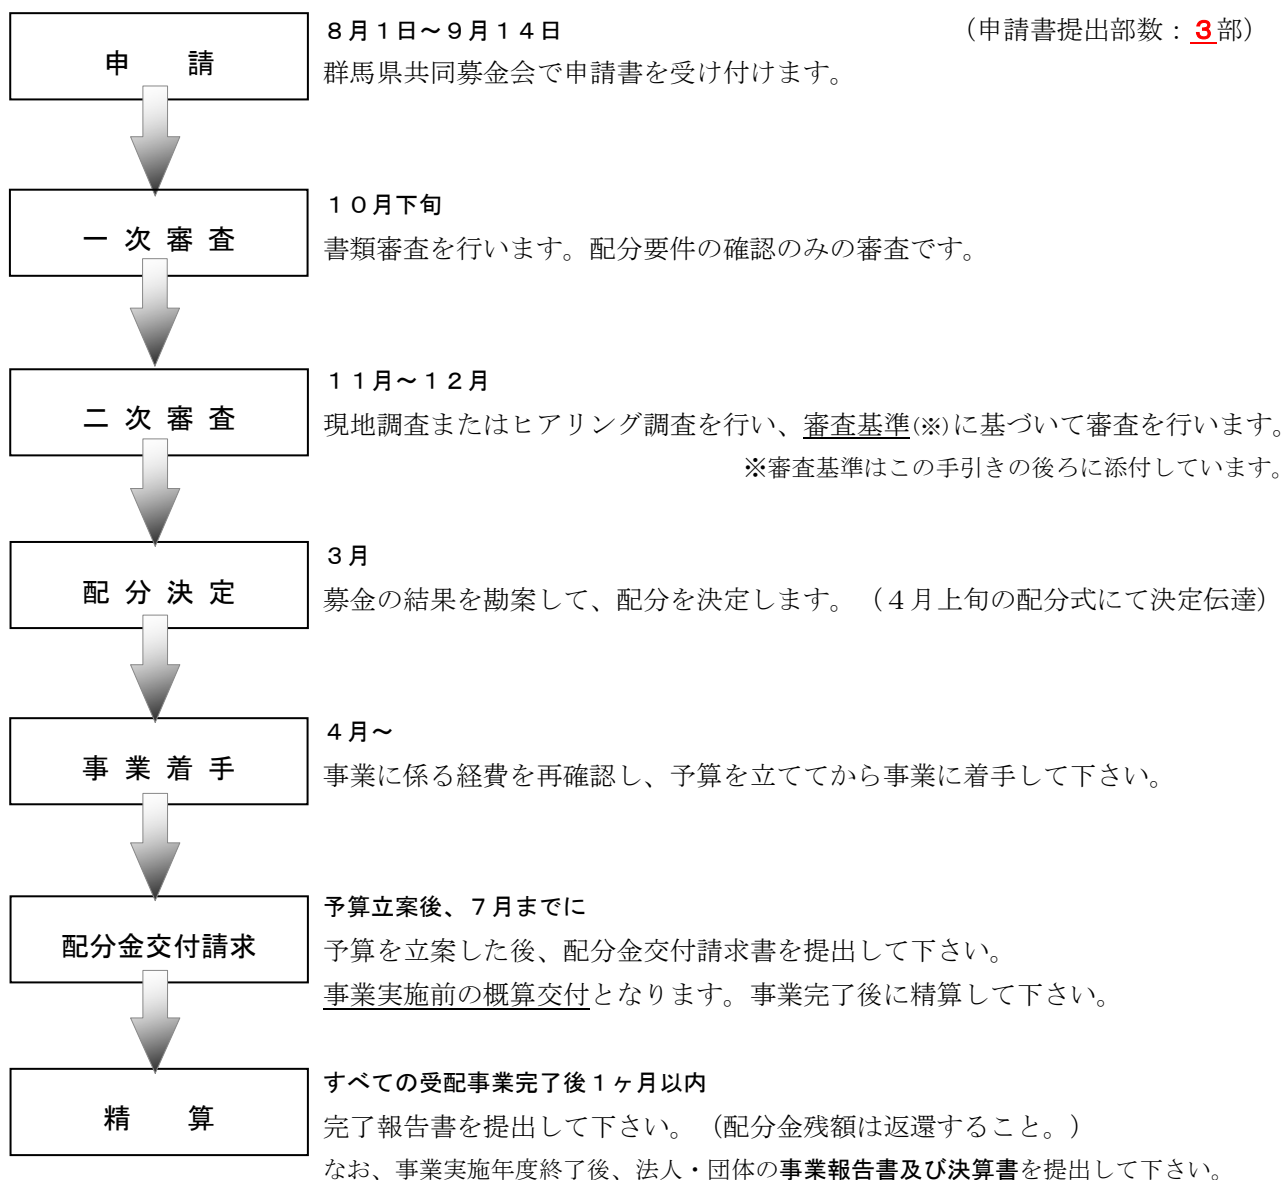 申　　請
８月１日～９月１４日
（申請書提出部数：３部）
群馬県共同募金会で申請書を受け付けます。
一 次 審 査
１０月下旬
書類審査を行います。配分要件の確認のみの審査です。
二 次 審 査
１１月～１２月
現地調査またはヒアリング調査を行い、審査基準(※)に基づいて審査を行います。
※審査基準はこの手引きの後ろに添付しています。
配 分 決 定
３月
募金の結果を勘案して、配分を決定します。（４月上旬の配分式にて決定伝達）
事 業 着 手
４月～
事業に係る経費を再確認し、予算を立ててから事業に着手して下さい。
配分金交付請求
予算立案後、７月までに
予算を立案した後、配分金交付請求書を提出して下さい。
事業実施前の概算交付となります。事業完了後に精算して下さい。
精　　算
すべての受配事業完了後１ヶ月以内
完了報告書を提出して下さい。（配分金残額は返還すること。）
なお、事業実施年度終了後、法人・団体の事業報告書及び決算書を提出して下さい。